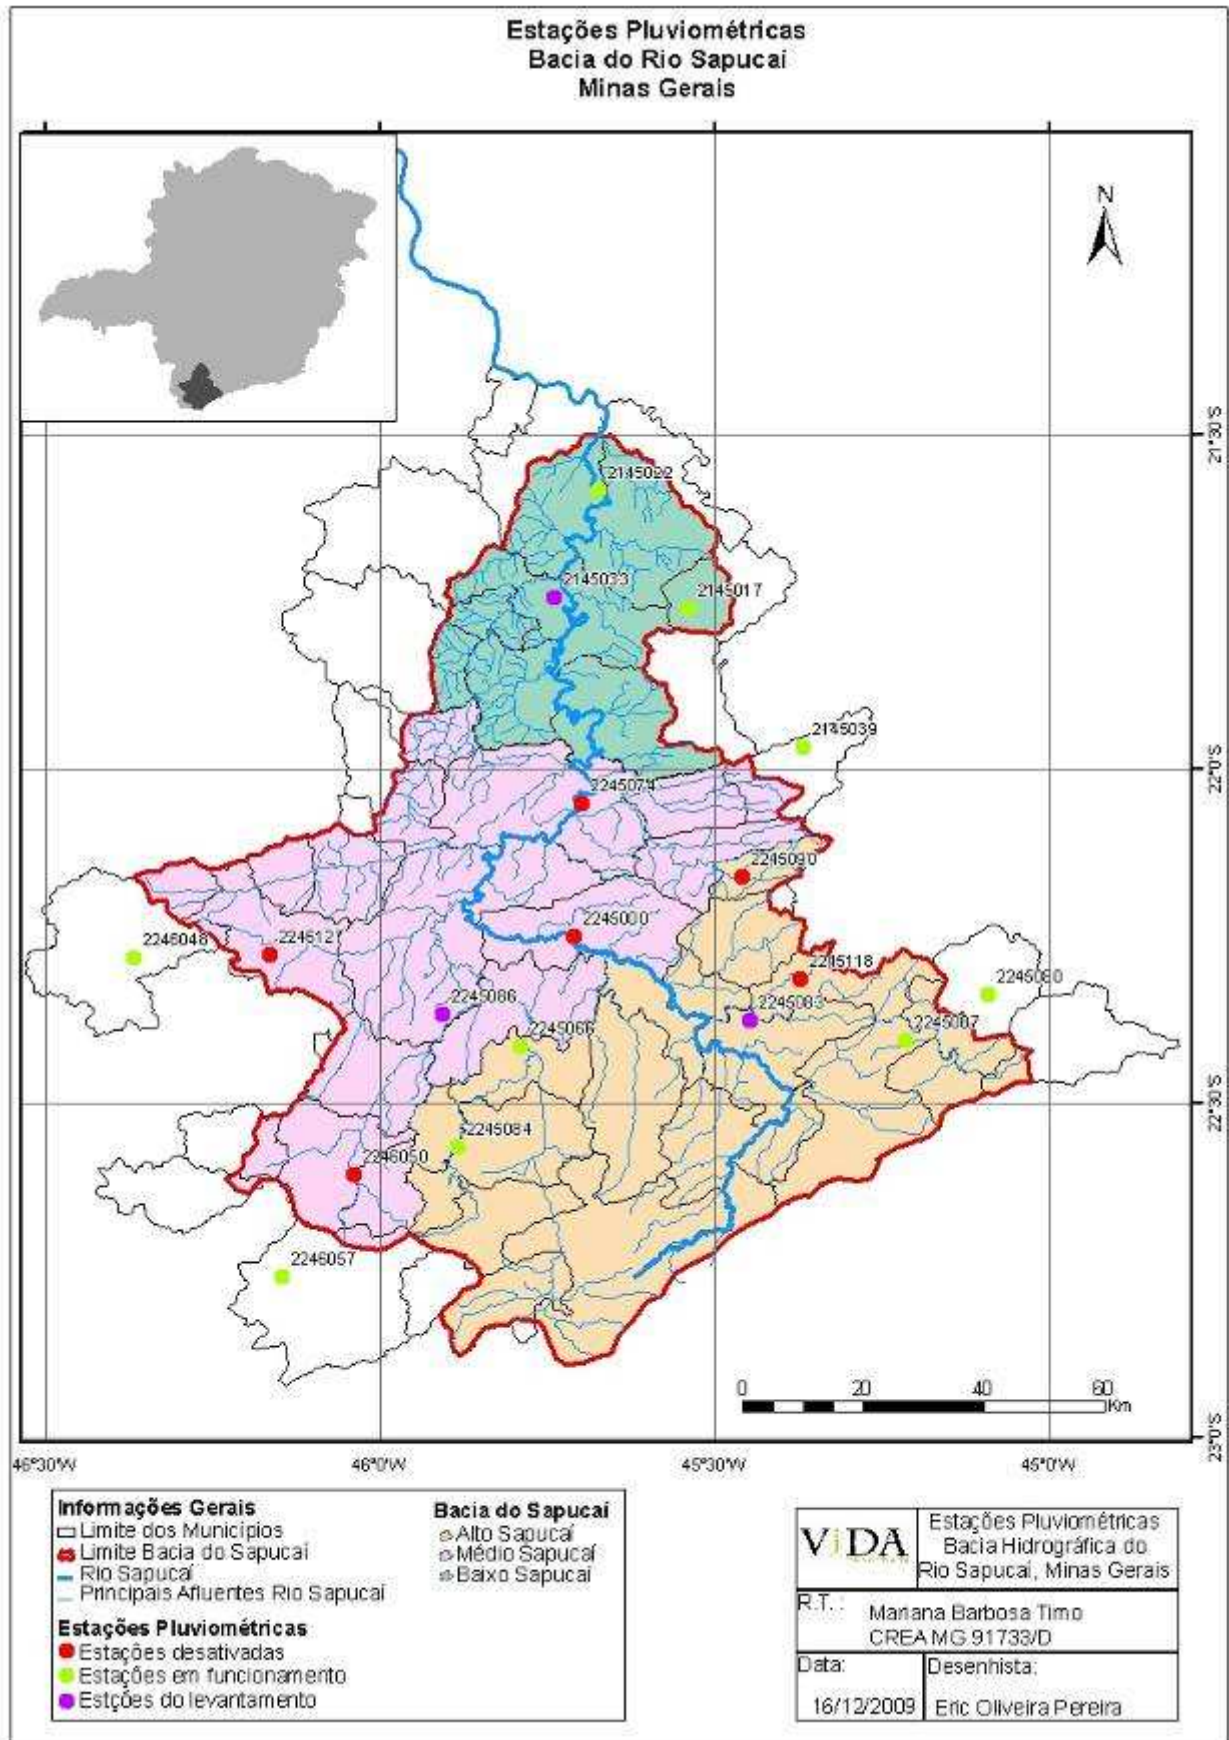 Estações Pluviométricas
Bacia do Rio Sapucaí
Minas Gerais
N
21°30'S
2145022
2145033
2145017
2145039
22°0'S
2245074
2245090
2245000
2246048
2246127
2245118
2245080
2245086
2245083
2245087
2245066
22°30'S
2245084
2246050
2246057
0 20 40 60
Km
23°0'S
46°30'W 46°0'W 45°30'W 45°0'W
Informações Gerais
Limite dos Municípios
Limite Bacia do Sapucaí
Rio Sapucaí
Principais Afluentes Rio Sapucaí
Bacia do Sapucaí
Alto Sapucaí
Médio Sapucaí
Baixo Sapucaí
Estações Pluviométricas
Estações desativadas
Estações em funcionamento
Estções do levantamento
ViDA
Estações Pluviométricas
Bacia Hidrográfica do
Rio Sapucaí, Minas Gerais
R.T.: Mariana Barbosa Timo
CREA MG 91733/D
Data:
16/12/2009
Desenhista:
Eric Oliveira Pereira